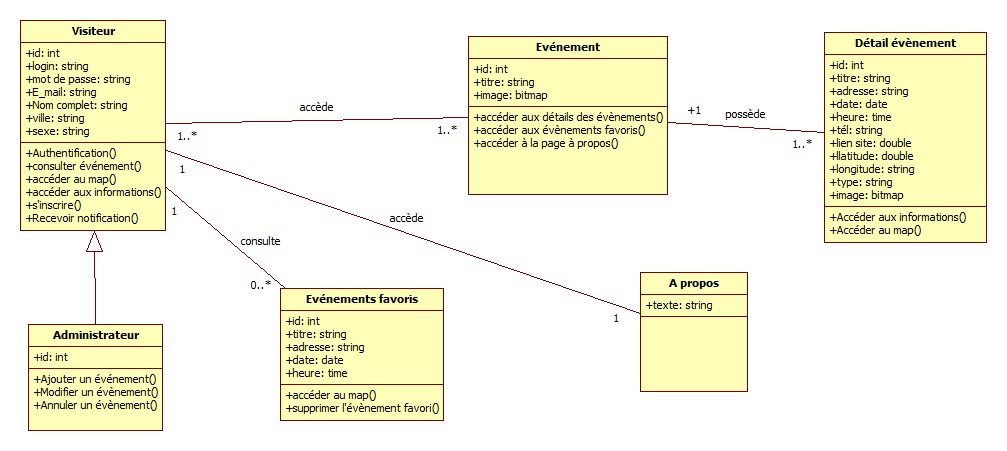 Visiteur
+id: int
+login: string
+mot de passe: string
+E_mail: string
+Nom complet: string
+ville: string
+sexe: string
+Authentification()
+consulter événement()
+accéder au map()
+accéder aux informations()
+s'inscrire()
+Recevoir notification()
accède
1..*
1..*
Evénement
+id: int
+titre: string
+image: bitmap
+accéder aux détails des évènements()
+accéder aux évènements favoris()
+accéder à la page à propos()
+1
possède
1..*
Détail évènement
+id: int
+titre: string
+adresse: string
+date: date
+heure: time
+tél: string
+lien site: double
+llatitude: double
+longitude: string
+type: string
+image: bitmap
+Accéder aux informations()
+Accéder au map()
1
accède
1
1
consulte
0..*
Evénements favoris
+id: int
+titre: string
+adresse: string
+date: date
+heure: time
+accéder au map()
+supprimer l'évènement favori()
A propos
+texte: string
Administrateur
+id: int
+Ajouter un événement()
+Modifier un évènement()
+Annuler un évènement()